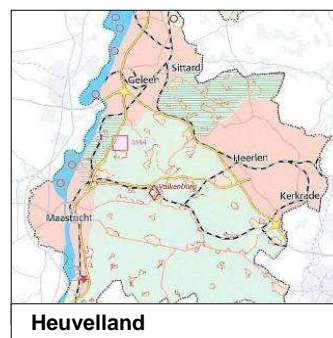 Sittard
Geleen
Heerlen
Valkenburg
Kerkrade
Maastricht
Heuvelland